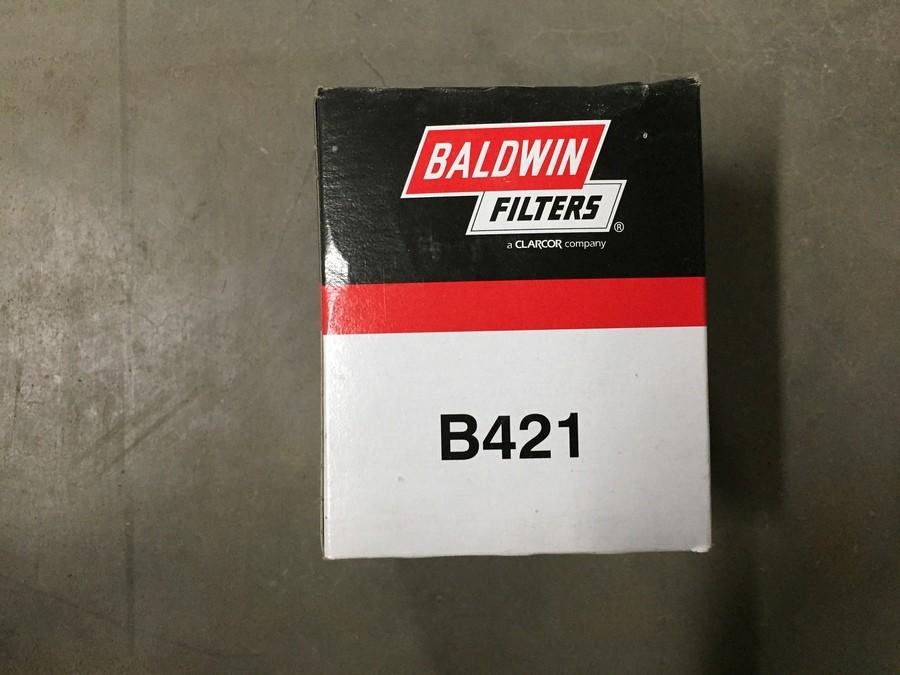 BALDWIN
FILTERS®
a CLARCOR company
B421